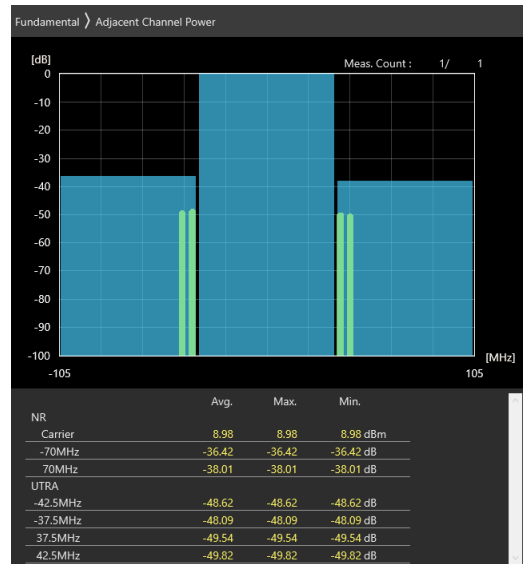 Fundamental 〉 Adjacent Channel Power
[dB]
Meas. Count : 1/ 1
0
-10
-20
-30
-40
-50
-60
-70
-80
-90
-100
[MHz]
-105 105
Avg. Max. Min.
NR
Carrier 8.98 8.98 8.98 dBm
-70MHz -36.42 -36.42 -36.42 dB
70MHz -38.01 -38.01 -38.01 dB
UTRA
-42.5MHz -48.62 -48.62 -48.62 dB
-37.5MHz -48.09 -48.09 -48.09 dB
37.5MHz -49.54 -49.54 -49.54 dB
42.5MHz -49.82 -49.82 -49.82 dB